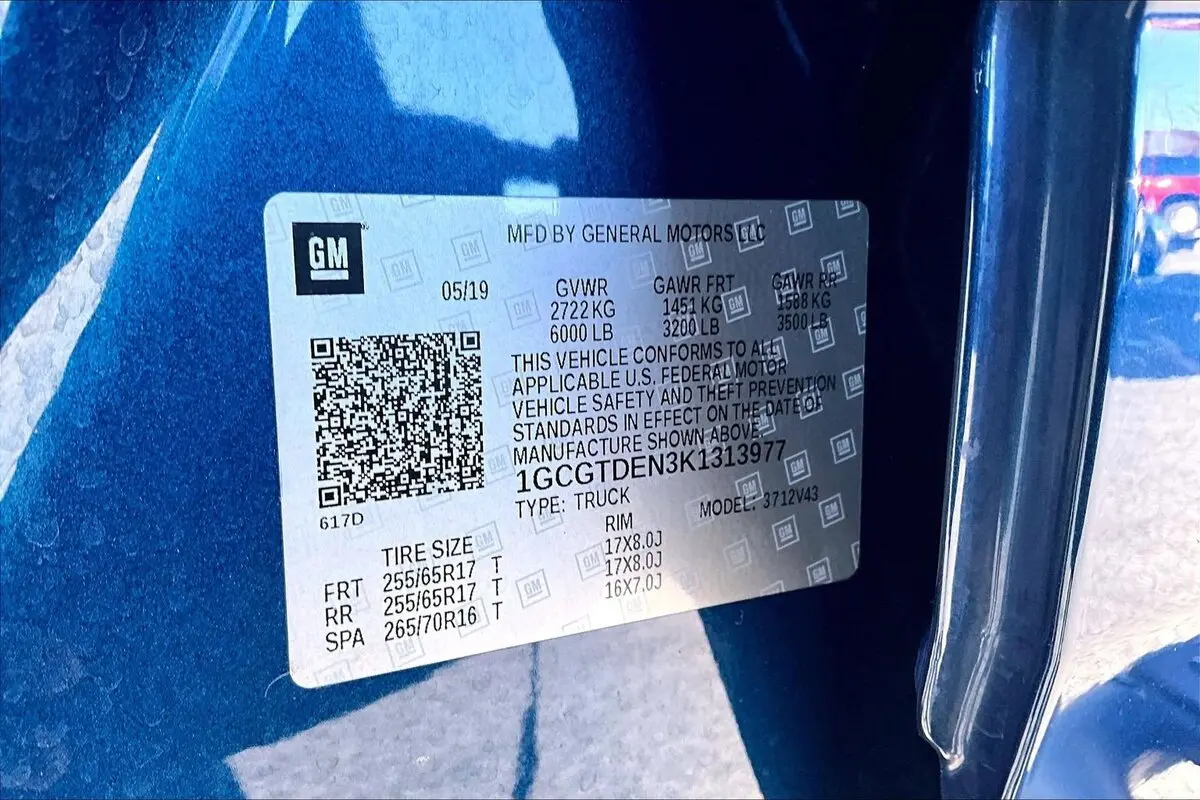 GM
MFD BY GENERAL MOTORS LLC
05/19
GVWR GAWR FRT GAWR RR
2722 KG 1451 KG 1588 KG
6000 LB 3200 LB 3500 LB
THIS VEHICLE CONFORMS TO ALL
APPLICABLE U.S. FEDERAL MOTOR
VEHICLE SAFETY AND THEFT PREVENTION
STANDARDS IN EFFECT ON THE DATE OF
MANUFACTURE SHOWN ABOVE.
1GCGTDEN3K1313977
TYPE: TRUCK MODEL: 3712V43
617D
TIRE SIZE RIM
FRT 255/65R17 T 17X8.0J
RR 255/65R17 T 17X8.0J
SPA 265/70R16 T 16X7.0J